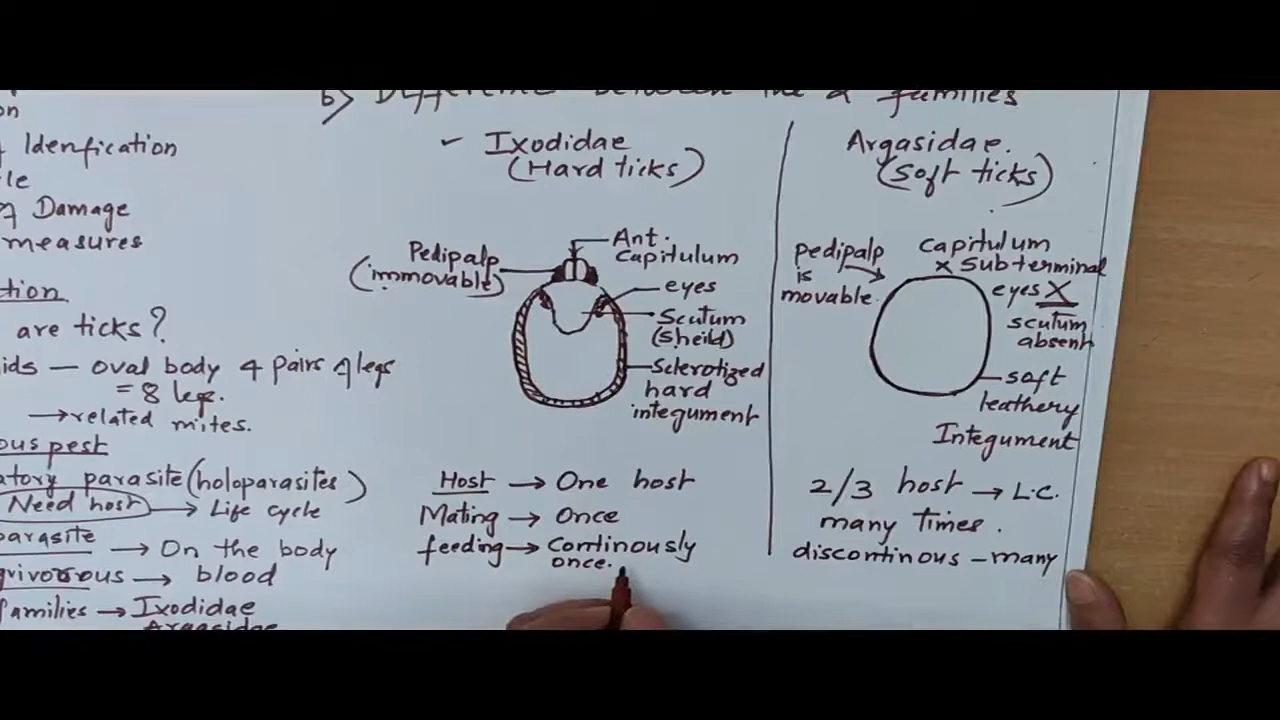 b) Difference between the 2 families
on
Idenfication
le
Damage
measures
tion
are ticks?
ids — oval body 4 pairs of legs
= 8 legs.
→ related mites.
ous pest
atory parasite (holoparasites)
Need host → Life cycle
parasite → On the body
grivorous → blood
families → Ixodidae
Argasidae
✓ Ixodidae
(Hard ticks)
Pedipalp
(immovable)
Ant.
capitulum
eyes
Scutum
(sheild)
Sclerotized
hard
integument
Host → One host
Mating → Once
feeding → Continously
once.
Argasidae.
(Soft ticks)
pedipalp
is
movable.
capitulum
x Subterminal
eyes X
scutum
absent
soft
leathery
Integument
2/3 host → L.C.
many times.
discontinous — many